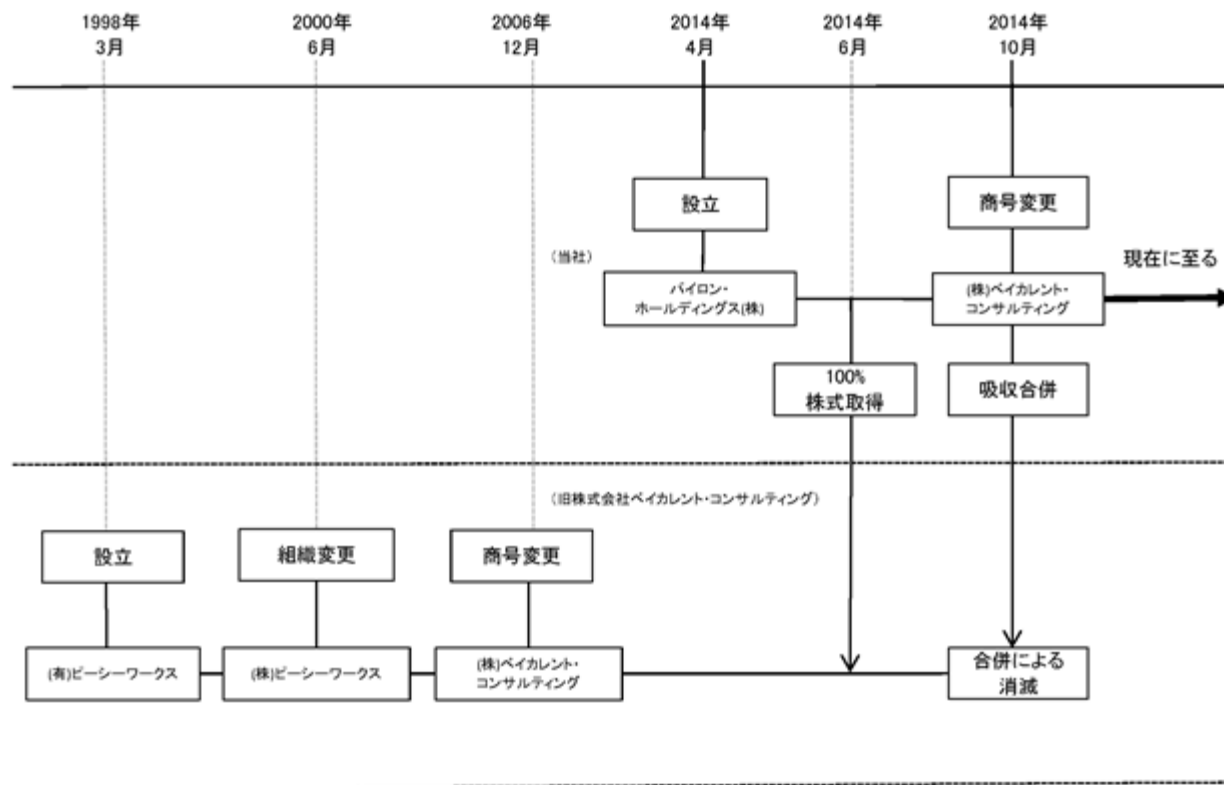 1998年
3月
2000年
6月
2006年
12月
2014年
4月
2014年
6月
2014年
10月
設立
商号変更
(当社)
現在に至る
バイロン・
ホールディングス(株)
(株)ベイカレント・
コンサルティング
100%
株式取得
吸収合併
(旧株式会社ベイカレント・コンサルティング)
設立
組織変更
商号変更
(有)ピーシーワークス
(株)ピーシーワークス
(株)ベイカレント・
コンサルティング
合併による
消滅